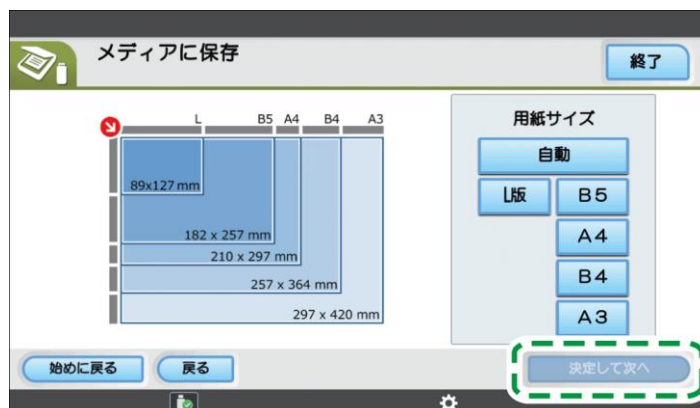 メディアに保存
終了
L B5 A4 B4 A3
89x127 mm
182 x 257 mm
210 x 297 mm
257 x 364 mm
297 x 420 mm
用紙サイズ
自動
L版 B5
A4
B4
A3
始めに戻る 戻る 決定して次へ